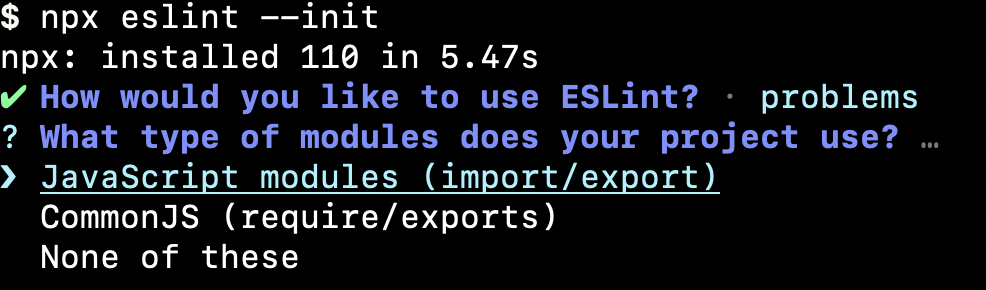 $ npx eslint --init
npx: installed 110 in 5.47s
✔ How would you like to use ESLint? · problems
? What type of modules does your project use? …
❯ JavaScript modules (import/export)
CommonJS (require/exports)
None of these